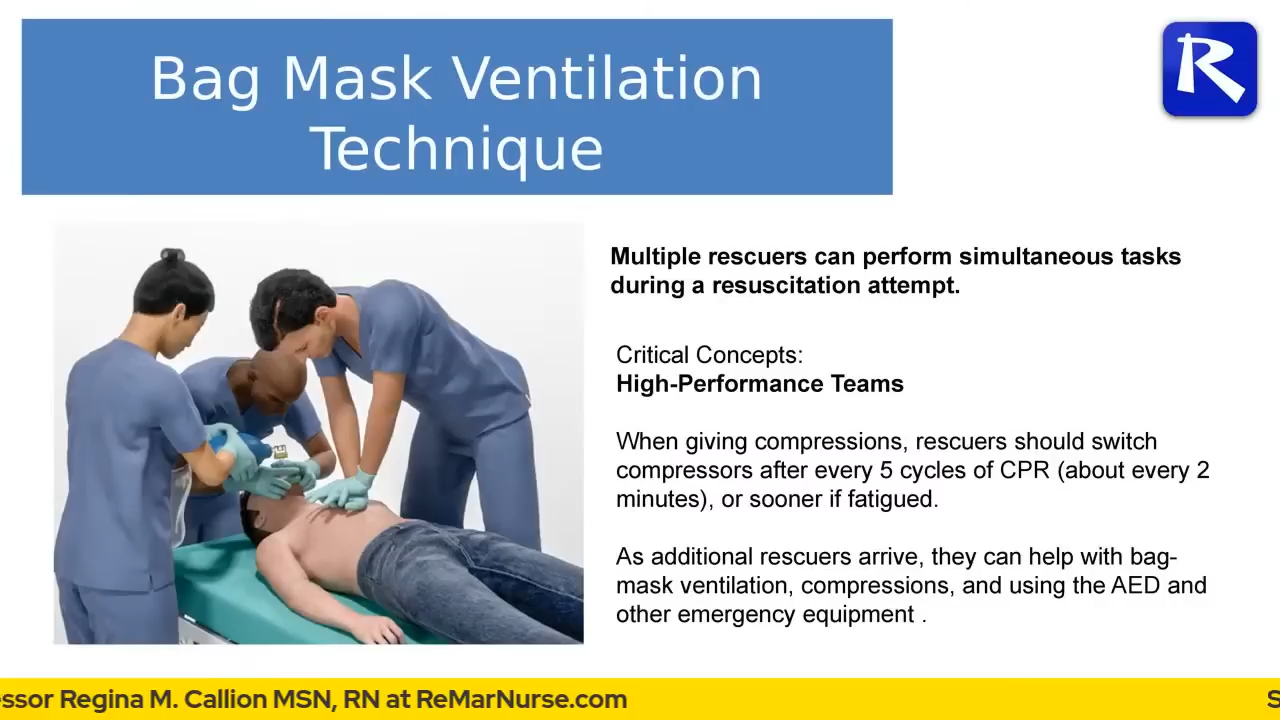 Bag Mask Ventilation
Technique
R
Multiple rescuers can perform simultaneous tasks
during a resuscitation attempt.
Critical Concepts:
High-Performance Teams
When giving compressions, rescuers should switch
compressors after every 5 cycles of CPR (about every 2
minutes), or sooner if fatigued.
As additional rescuers arrive, they can help with bag-
mask ventilation, compressions, and using the AED and
other emergency equipment .
essor Regina M. Callion MSN, RN at ReMarNurse.com
S